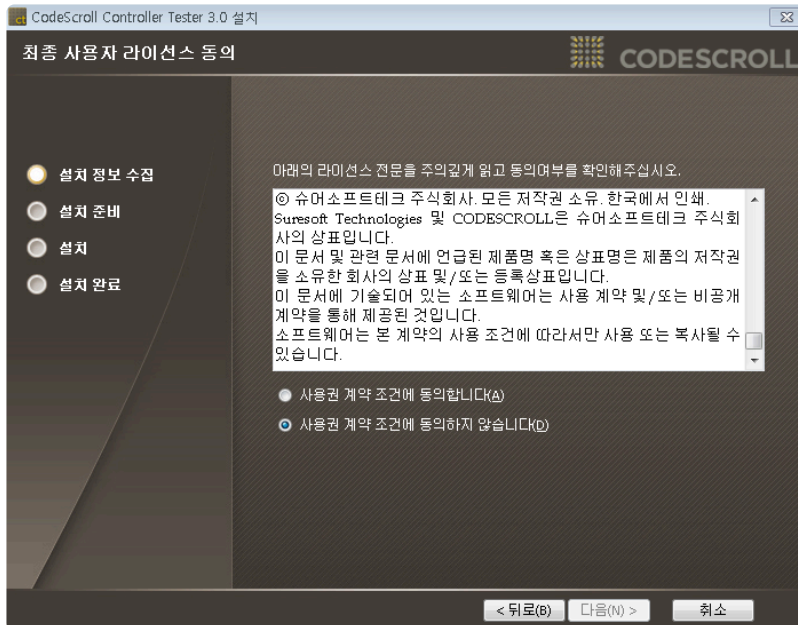 CodeScroll Controller Tester 3.0 설치
최종 사용자 라이선스 동의
CODESCROLL
설치 정보 수집
설치 준비
설치
설치 완료
아래의 라이선스 전문을 주의깊게 읽고 동의여부를 확인해주십시오.
ⓒ 슈어소프트테크 주식회사. 모든 저작권 소유. 한국에서 인쇄.
Suresoft Technologies 및 CODESCROLL은 슈어소프트테크 주식회
사의 상표입니다.
이 문서 및 관련 문서에 언급된 제품명 혹은 상표명은 제품의 저작권
을 소유한 회사의 상표 및/또는 등록상표입니다.
이 문서에 기술되어 있는 소프트웨어는 사용 계약 및/또는 비공개
계약을 통해 제공된 것입니다.
소프트웨어는 본 계약의 사용 조건에 따라서만 사용 또는 복사될 수
있습니다.
사용권 계약 조건에 동의합니다(A)
사용권 계약 조건에 동의하지 않습니다(D)
< 뒤로(B)
다음(N) >
취소